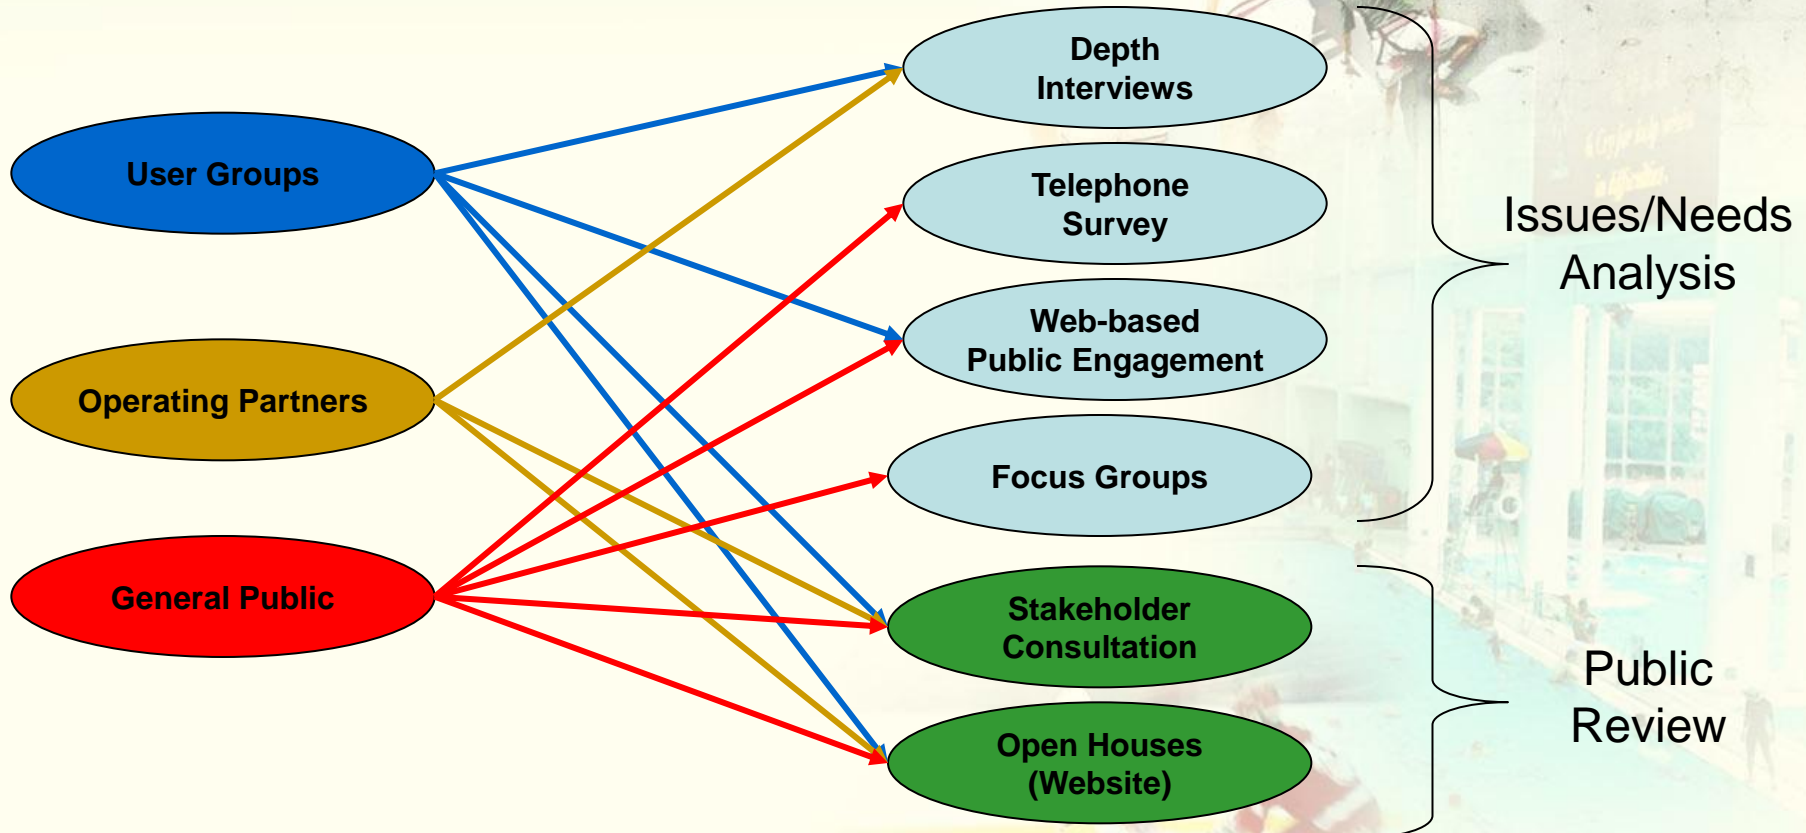 User Groups
Operating Partners
General Public
Depth
Interviews
Telephone
Survey
Web-based
Public Engagement
Focus Groups
Stakeholder
Consultation
Open Houses
(Website)
Issues/Needs
Analysis
Public
Review